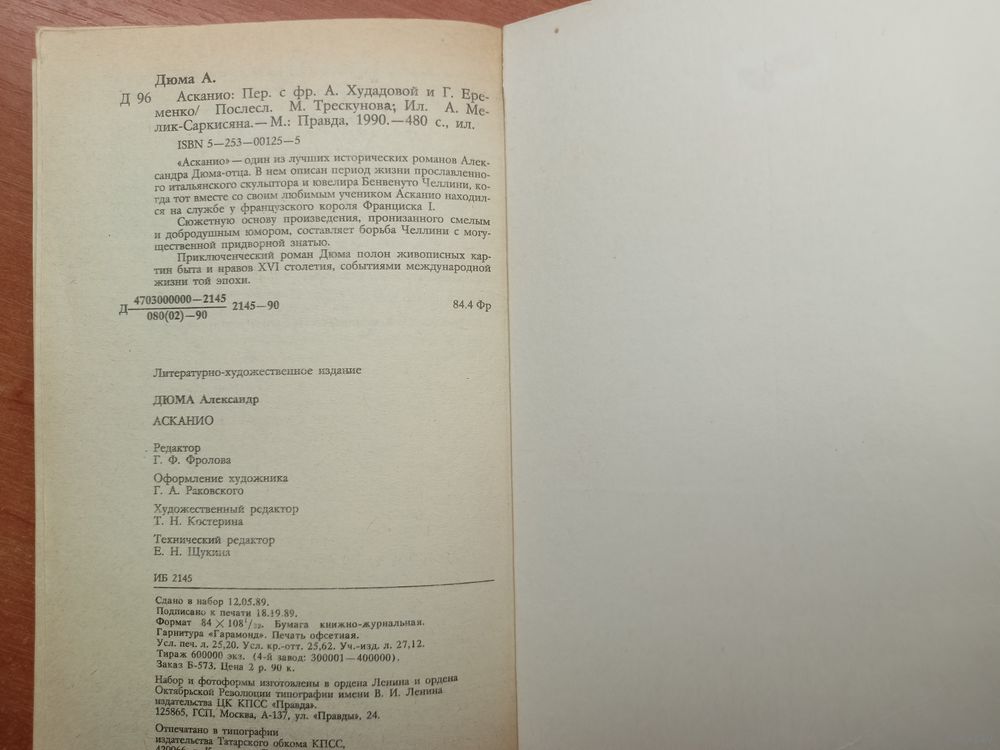 Дюма А.
Д 96 Асканио: Пер. с фр. А. Худадовой и Г. Ере-
менко/ Послесл. М. Трескунова; Ил. А. Ме-
лик-Саркисяна.—М.: Правда, 1990.—480 с., ил.
ISBN 5—253—00125—5
«Асканио»—один из лучших исторических романов Алек-
сандра Дюма-отца. В нем описан период жизни прославленно-
го итальянского скульптора и ювелира Бенвенуто Челлини, ко-
гда тот вместе со своим любимым учеником Асканио находил-
ся на службе у французского короля Франциска I.
Сюжетную основу произведения, пронизанного смелым
и добродушным юмором, составляет борьба Челлини с могу-
щественной придворной знатью.
Приключенческий роман Дюма полон живописных кар-
тин быта и нравов XVI столетия, событиями международной
жизни той эпохи.
Д 4703000000—2145 2145—90 84.4 Фр
080(02)—90
Литературно-художественное издание
ДЮМА Александр
АСКАНИО
Редактор
Г. Ф. Фролова
Оформление художника
Г. А. Раковского
Художественный редактор
Т. Н. Костерина
Технический редактор
Е. Н. Щукина
ИБ 2145
Сдано в набор 12.05.89.
Подписано к печати 18.19.89.
Формат 84×108¹/₃₂. Бумага книжно-журнальная.
Гарнитура «Гарамонд». Печать офсетная.
Усл. печ. л. 25,20. Усл. кр.-отт. 25,62. Уч.-изд. л. 27,12.
Тираж 600000 экз. (4-й завод: 300001—400000).
Заказ Б-573. Цена 2 р. 90 к.
Набор и фотоформы изготовлены в ордена Ленина и ордена
Октябрьской Революции типографии имени В. И. Ленина
издательства ЦК КПСС «Правда».
125865, ГСП, Москва, А-137, ул. «Правды», 24.
Отпечатано в типографии
издательства Татарского обкома КПСС,